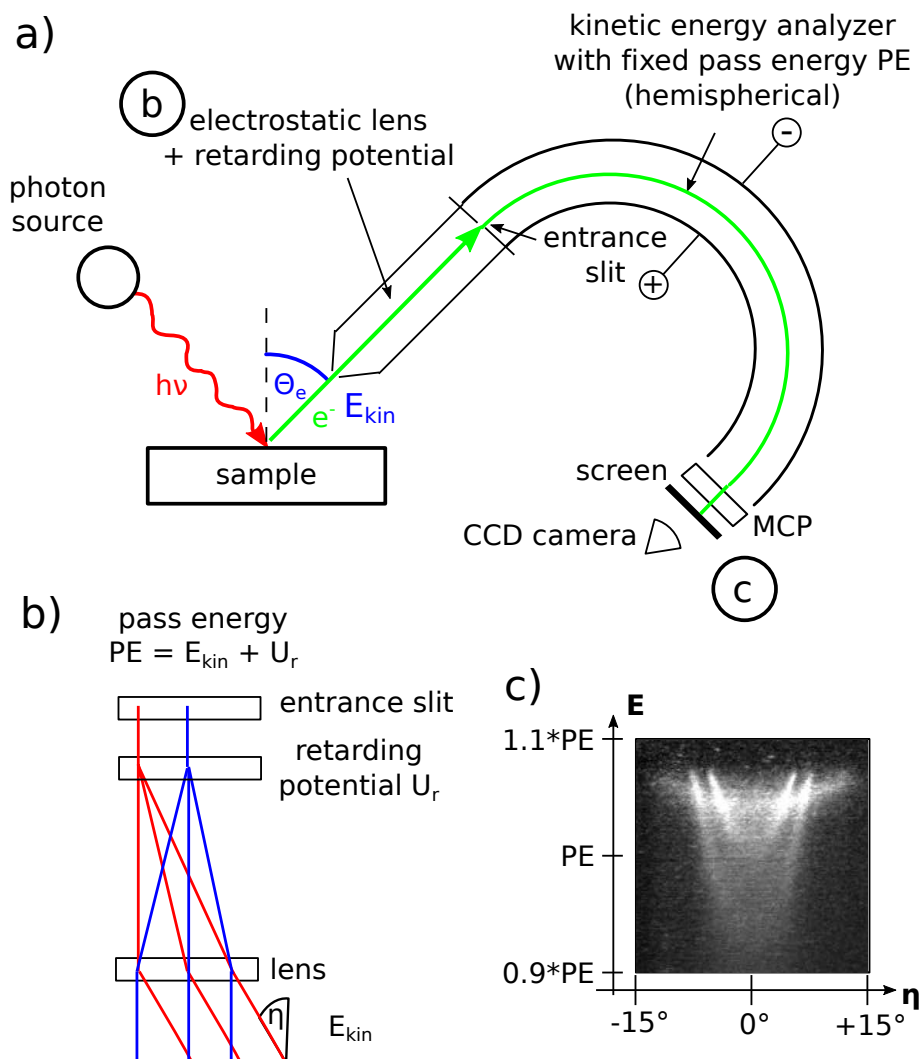 a)
kinetic energy analyzer
with fixed pass energy PE
(hemispherical)
b
electrostatic lens
+ retarding potential
-
photon
source
entrance
slit
+
hν
Θe
e-
Ekin
sample
screen
MCP
CCD camera
c
b)
pass energy
PE = Ekin + Ur
entrance slit
retarding
potential Ur
lens
η
Ekin
c)
E
1.1*PE
PE
0.9*PE
η
-15°
0°
+15°